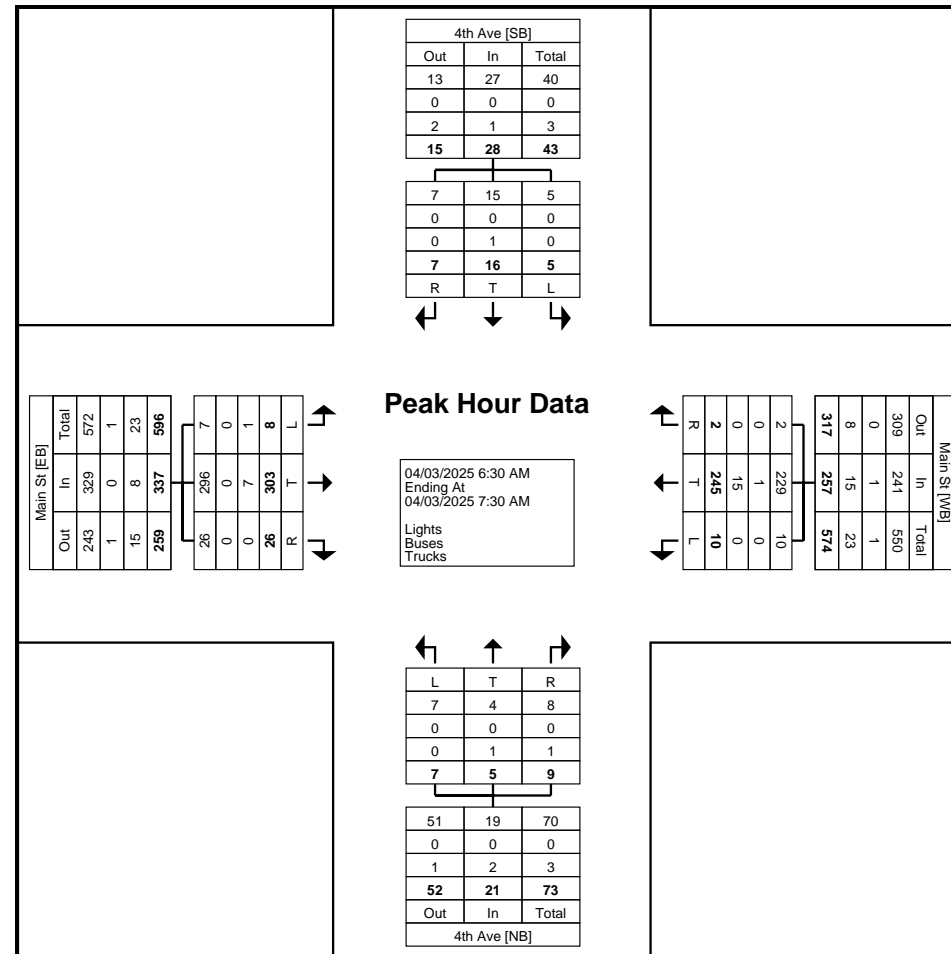 4th Ave [SB]
Out In Total
13 27 40
0 0 0
2 1 3
15 28 43
7 15 5
0 0 0
0 1 0
7 16 5
R T L
Main St [EB]
Total In Out
572 329 243
1 0 1
23 8 15
596 337 259
7 296 26
0 0 0
1 7 0
8 303 26
L T R
Peak Hour Data
04/03/2025 6:30 AM
Ending At
04/03/2025 7:30 AM
Lights
Buses
Trucks
R T L
2 245 10
0 15 0
0 1 0
2 229 10
317 257 574
8 15 23
0 1 1
309 241 550
Out In Total
Main St [WB]
L T R
7 4 8
0 0 0
0 1 1
7 5 9
51 19 70
0 0 0
1 2 3
52 21 73
Out In Total
4th Ave [NB]